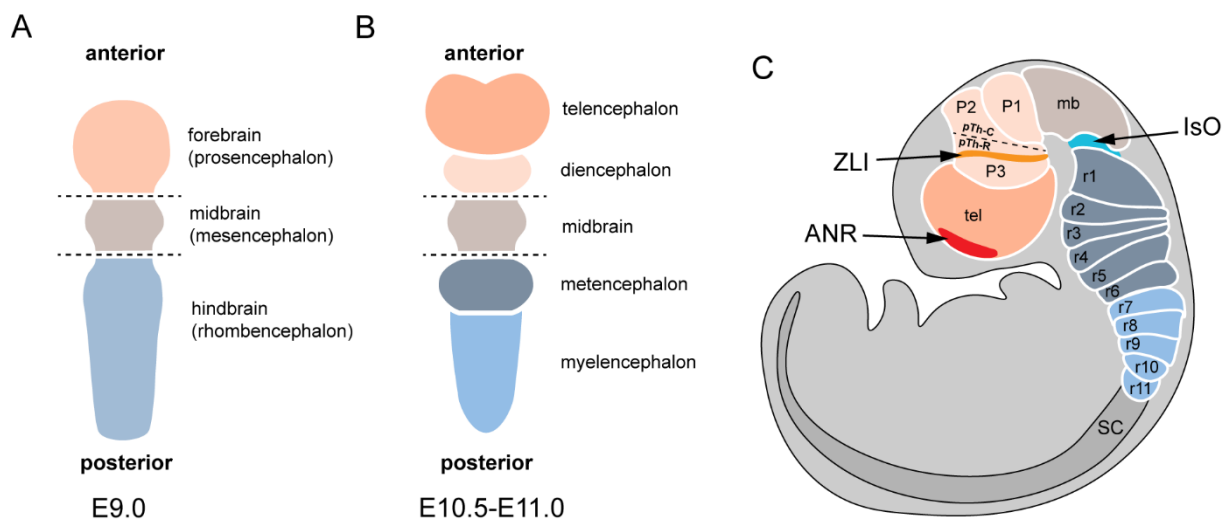 A
anterior
forebrain
(prosencephalon)
midbrain
(mesencephalon)
hindbrain
(rhombencephalon)
posterior
E9.0
B
anterior
telencephalon
diencephalon
midbrain
metencephalon
myelencephalon
posterior
E10.5-E11.0
C
P2
P1
mb
IsO
pTh-C
pTh-R
ZLI
P3
r1
tel
r2
ANR
r3
r4
r5
r6
r7
r8
r9
r10
r11
SC